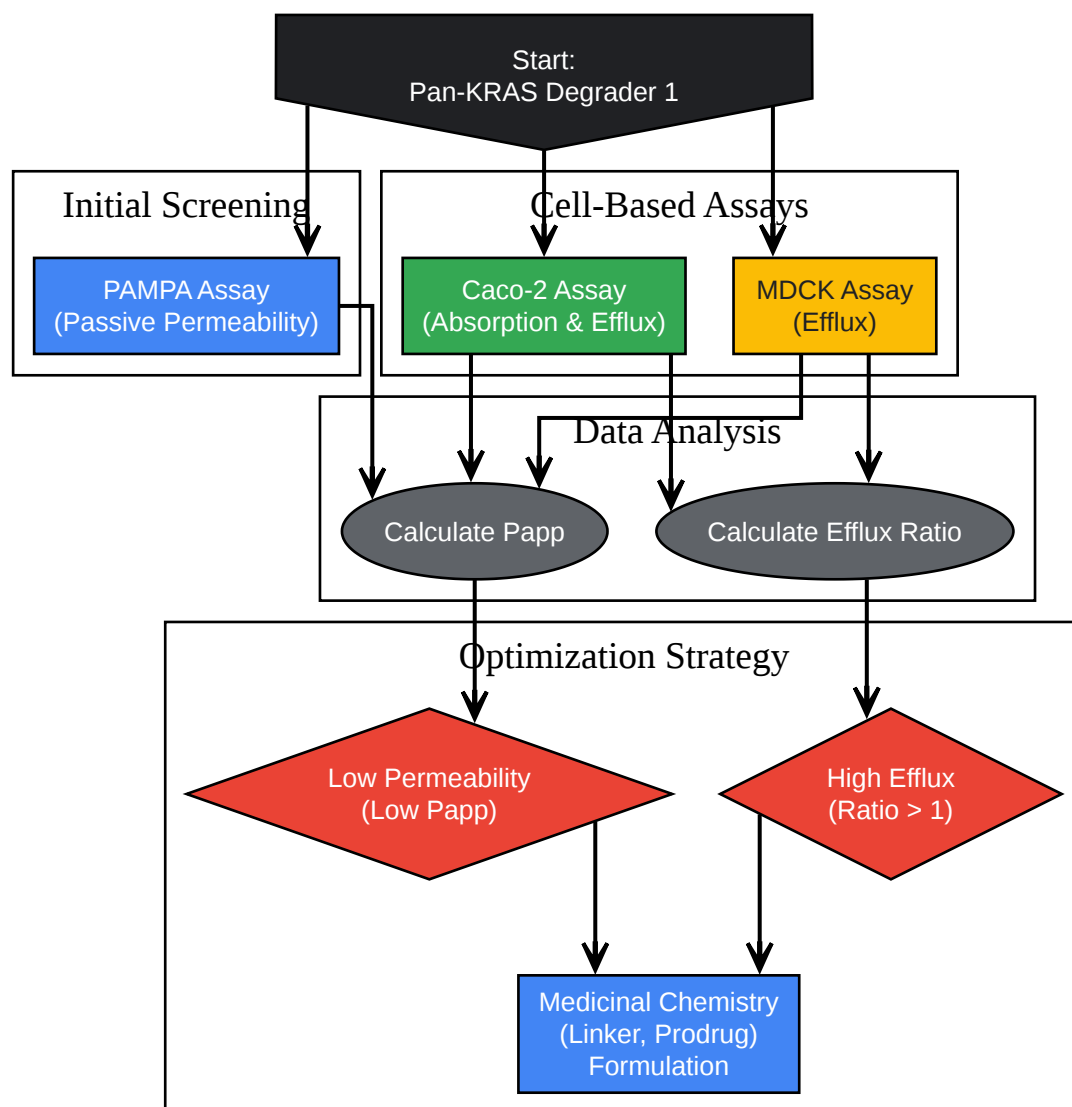 Start:
Pan-KRAS Degrader 1
Initial Screening
Cell-Based Assays
PAMPA Assay
(Passive Permeability)
Caco-2 Assay
(Absorption & Efflux)
MDCK Assay
(Efflux)
Data Analysis
Calculate Papp
Calculate Efflux Ratio
Optimization Strategy
Low Permeability
(Low Papp)
High Efflux
(Ratio > 1)
Medicinal Chemistry
(Linker, Prodrug)
Formulation